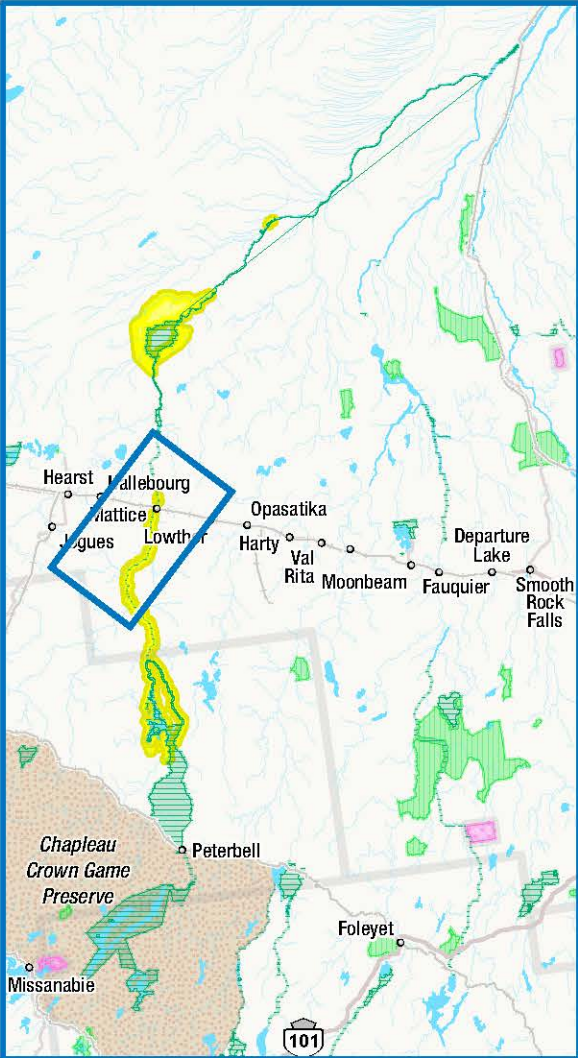 Hearst
Hallebourg
Mattice
Jogues
Lowther
Opasatika
Harty
Val
Rita
Moonbeam
Fauquier
Departure
Lake
Smooth
Rock
Falls
Chapleau
Crown Game
Preserve
Peterbell
Foleyet
Missanabie
101